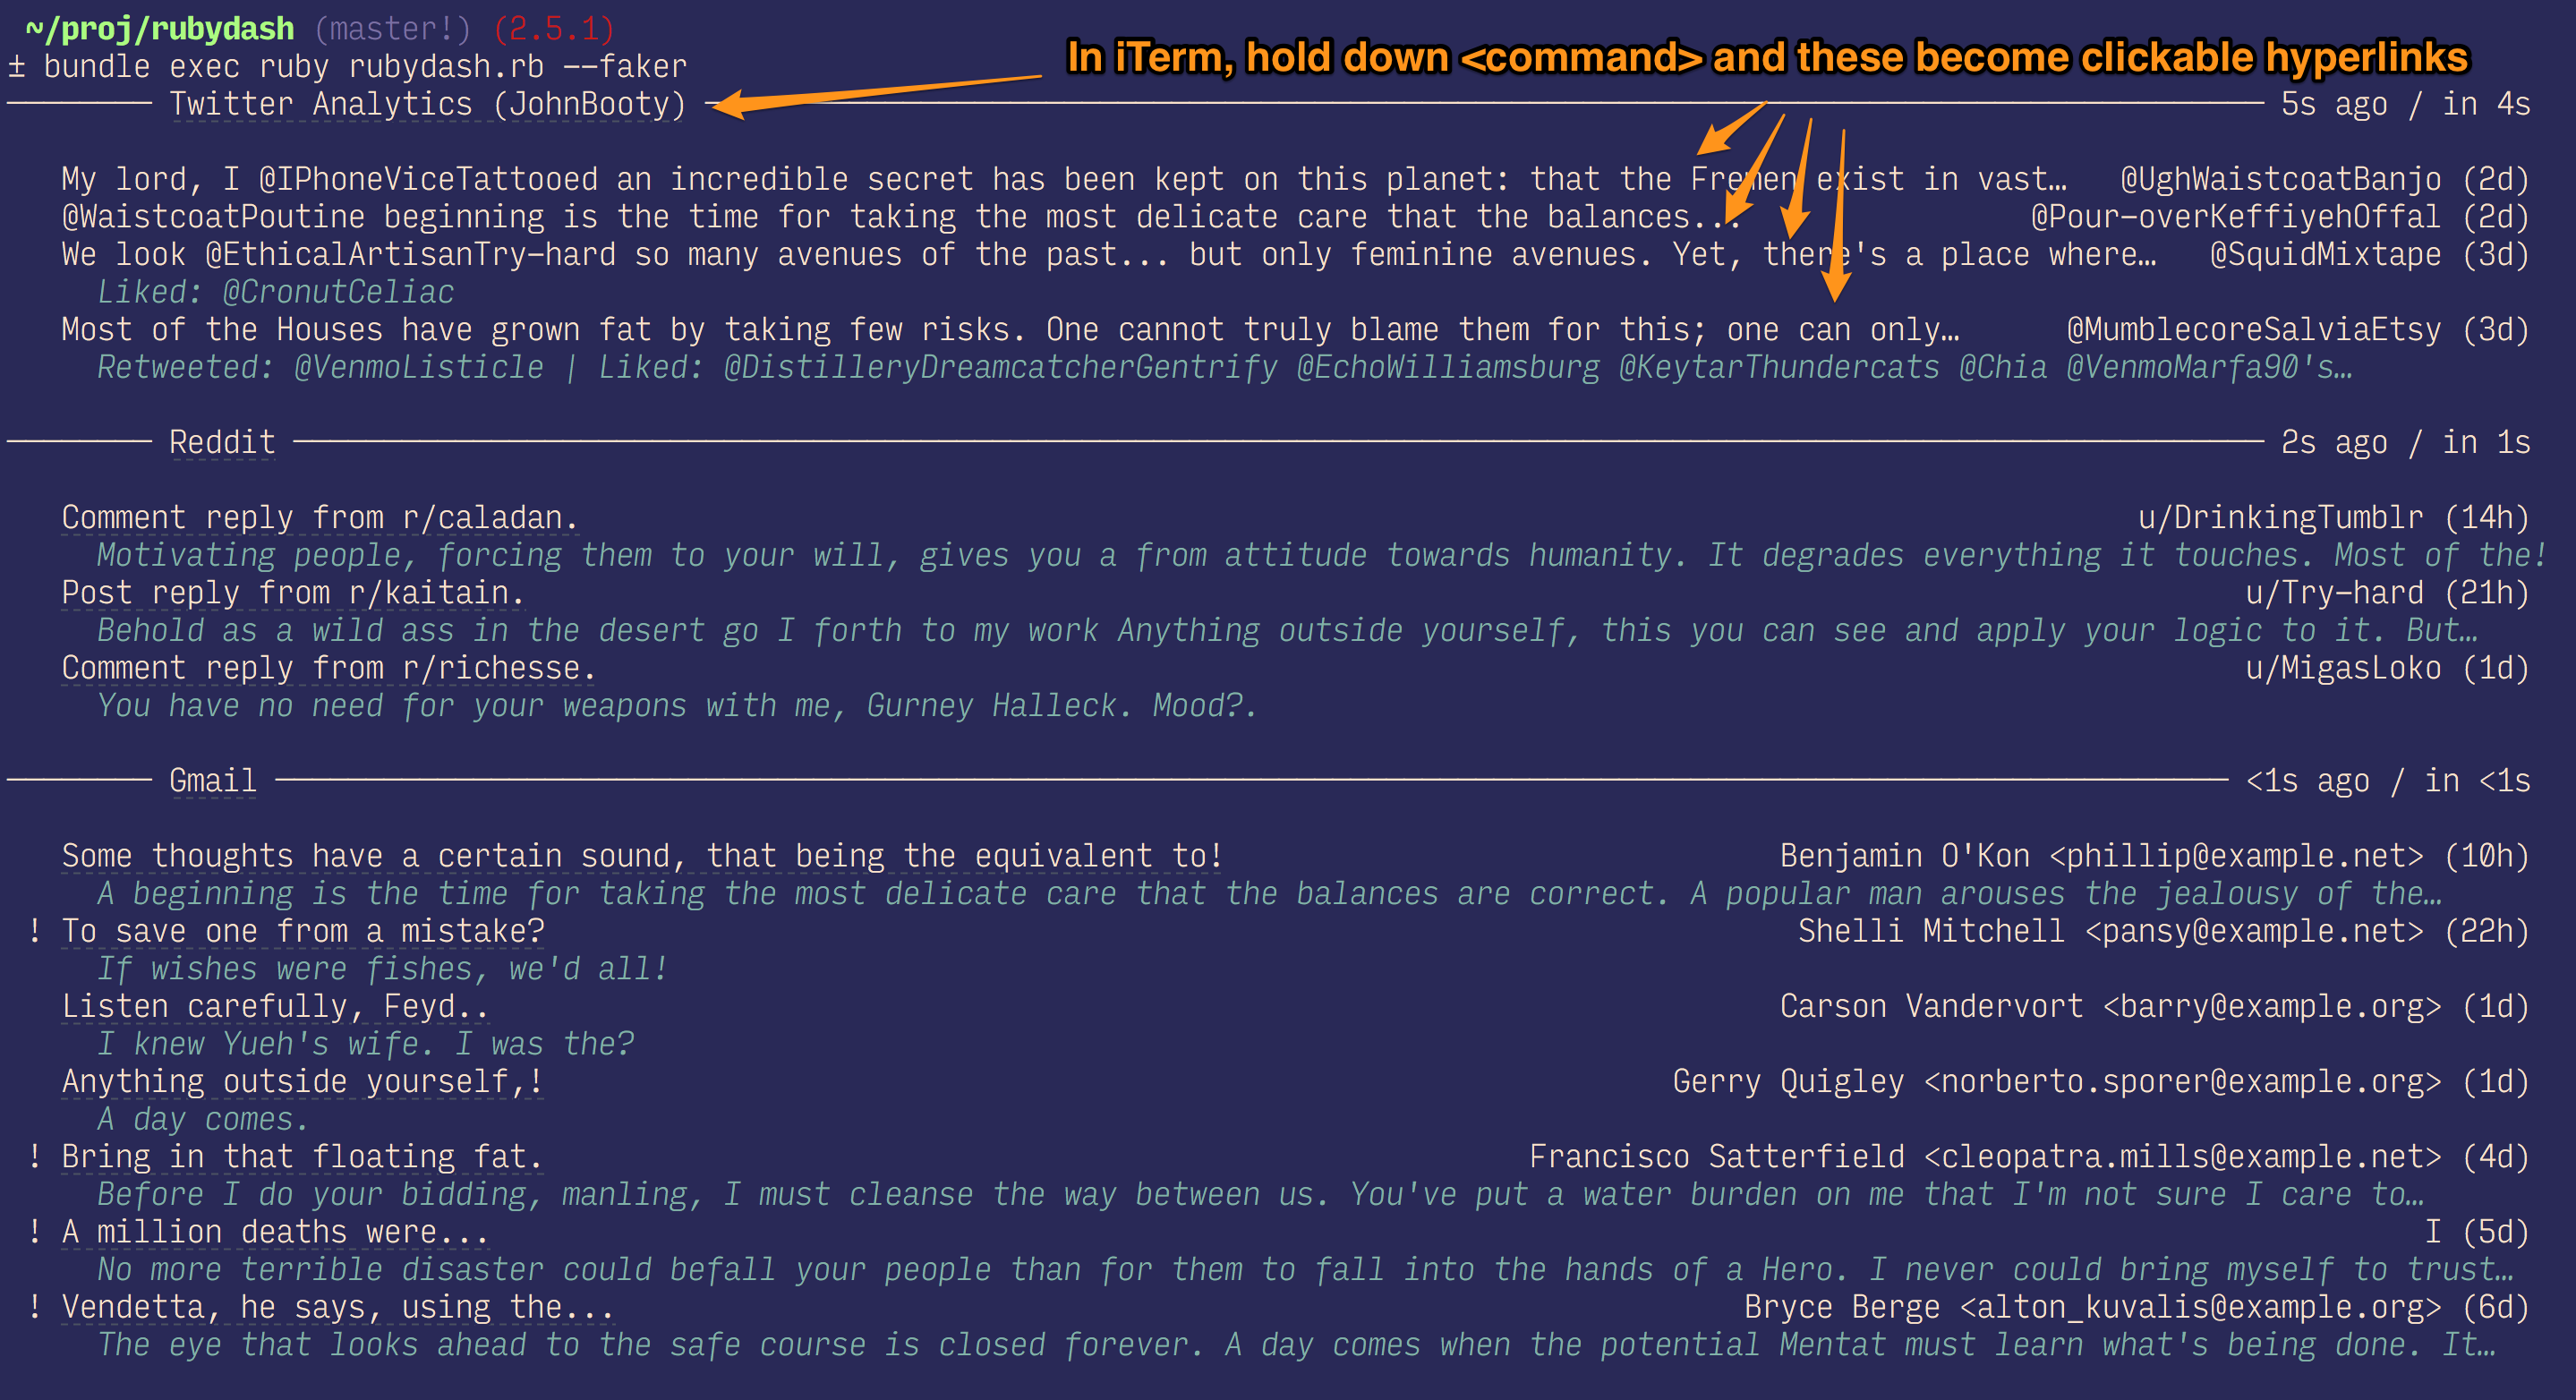 ~/proj/rubydash (master!) (2.5.1)
In iTerm, hold down <command> and these become clickable hyperlinks
± bundle exec ruby rubydash.rb --faker
Twitter Analytics (JohnBooty) 5s ago / in 4s
My lord, I @IPhoneViceTattooed an incredible secret has been kept on this planet: that the Fremen exist in vast… @UghWaistcoatBanjo (2d)
@WaistcoatPoutine beginning is the time for taking the most delicate care that the balances... @Pour-overKeffiyehOffal (2d)
We look @EthicalArtisanTry-hard so many avenues of the past... but only feminine avenues. Yet, there's a place where… @SquidMixtape (3d)
Liked: @CronutCeliac
Most of the Houses have grown fat by taking few risks. One cannot truly blame them for this; one can only… @MumblecoreSalviaEtsy (3d)
Retweeted: @VenmoListicle | Liked: @DistilleryDreamcatcherGentrify @EchoWilliamsburg @KeytarThundercats @Chia @VenmoMarfa90's…
Reddit 2s ago / in 1s
Comment reply from r/caladan. u/DrinkingTumblr (14h)
Motivating people, forcing them to your will, gives you a from attitude towards humanity. It degrades everything it touches. Most of the!
Post reply from r/kaitain. u/Try-hard (21h)
Behold as a wild ass in the desert go I forth to my work Anything outside yourself, this you can see and apply your logic to it. But…
Comment reply from r/richesse. u/MigasLoko (1d)
You have no need for your weapons with me, Gurney Halleck. Mood?.
Gmail <1s ago / in <1s
Some thoughts have a certain sound, that being the equivalent to! Benjamin O'Kon <phillip@example.net> (10h)
A beginning is the time for taking the most delicate care that the balances are correct. A popular man arouses the jealousy of the…
! To save one from a mistake? Shelli Mitchell <pansy@example.net> (22h)
If wishes were fishes, we'd all!
Listen carefully, Feyd.. Carson Vandervort <barry@example.org> (1d)
I knew Yueh's wife. I was the?
Anything outside yourself,! Gerry Quigley <norberto.sporer@example.org> (1d)
A day comes.
! Bring in that floating fat. Francisco Satterfield <cleopatra.mills@example.net> (4d)
Before I do your bidding, manling, I must cleanse the way between us. You've put a water burden on me that I'm not sure I care to…
! A million deaths were... I (5d)
No more terrible disaster could befall your people than for them to fall into the hands of a Hero. I never could bring myself to trust…
! Vendetta, he says, using the... Bryce Berge <alton_kuvalis@example.org> (6d)
The eye that looks ahead to the safe course is closed forever. A day comes when the potential Mentat must learn what's being done. It…